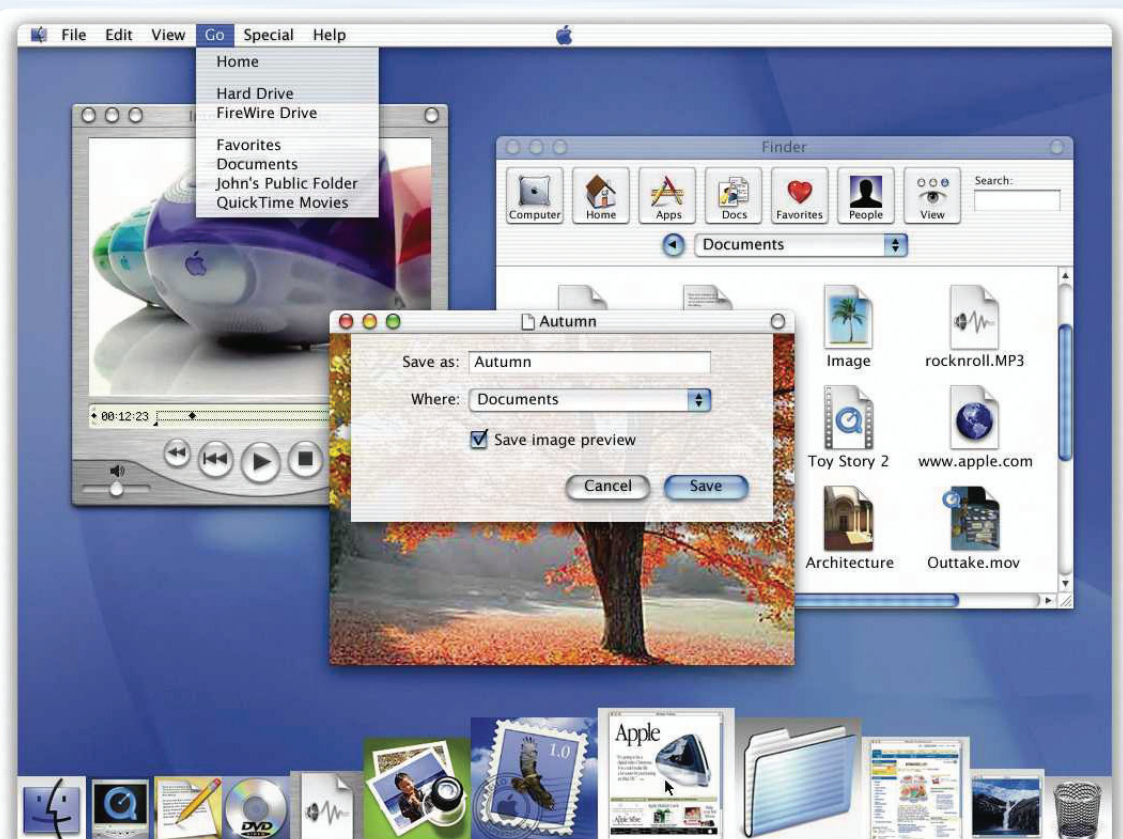 File Edit View Go Special Help
Home
Hard Drive
FireWire Drive
Favorites
Documents
John's Public Folder
QuickTime Movies
00:12:23
Finder
Computer
Home
Apps
Docs
Favorites
People
View
Search:
Documents
Image
rocknroll.MP3
Toy Story 2
www.apple.com
Architecture
Outtake.mov
Autumn
Save as: Autumn
Where: Documents
Save image preview
Cancel Save
DVD
1.0
Apple